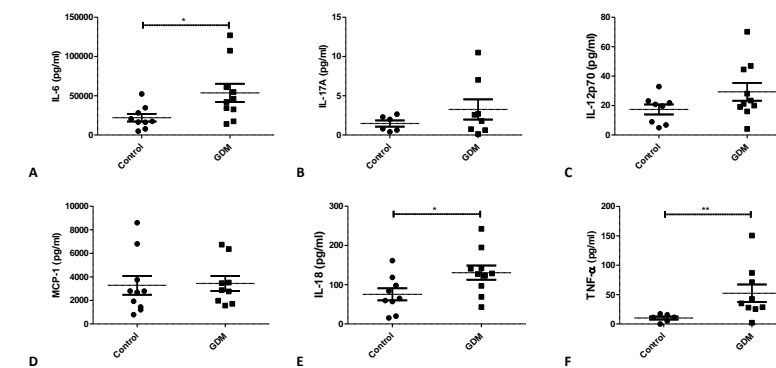 *
150000
100000
50000
0
IL-6 (pg/ml)
Control
GDM
A
15
10
5
0
IL-17A (pg/ml)
Control
GDM
B
80
60
40
20
0
IL-12p70 (pg/ml)
Control
GDM
C
10000
8000
6000
4000
2000
0
MCP-1 (pg/ml)
Control
GDM
D
*
300
200
100
0
IL-18 (pg/ml)
Control
GDM
E
**
200
150
100
50
0
TNF-α (pg/ml)
Control
GDM
F